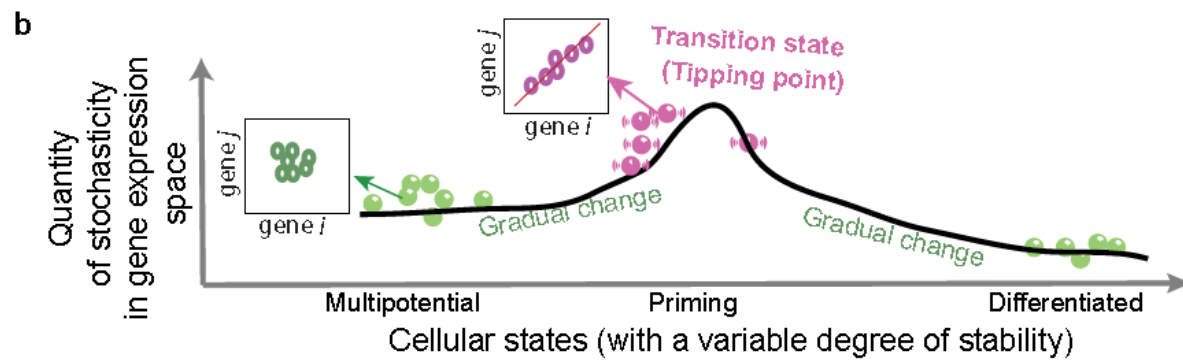 b
Quantity
of stochasticity
in gene expression
space
gene j
gene i
gene j
gene i
Transition state
(Tipping point)
Gradual change
Gradual change
Multipotential
Priming
Differentiated
Cellular states (with a variable degree of stability)